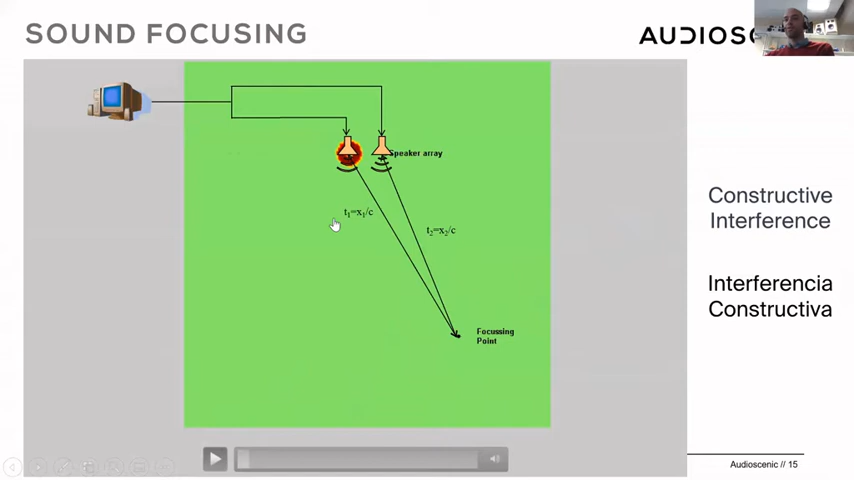 SOUND FOCUSING
AUDIOSC
Speaker array
t₁=x₁/c
t₂=x₂/c
Focussing
Point
Constructive
Interference
Interferencia
Constructiva
Audioscenic // 15